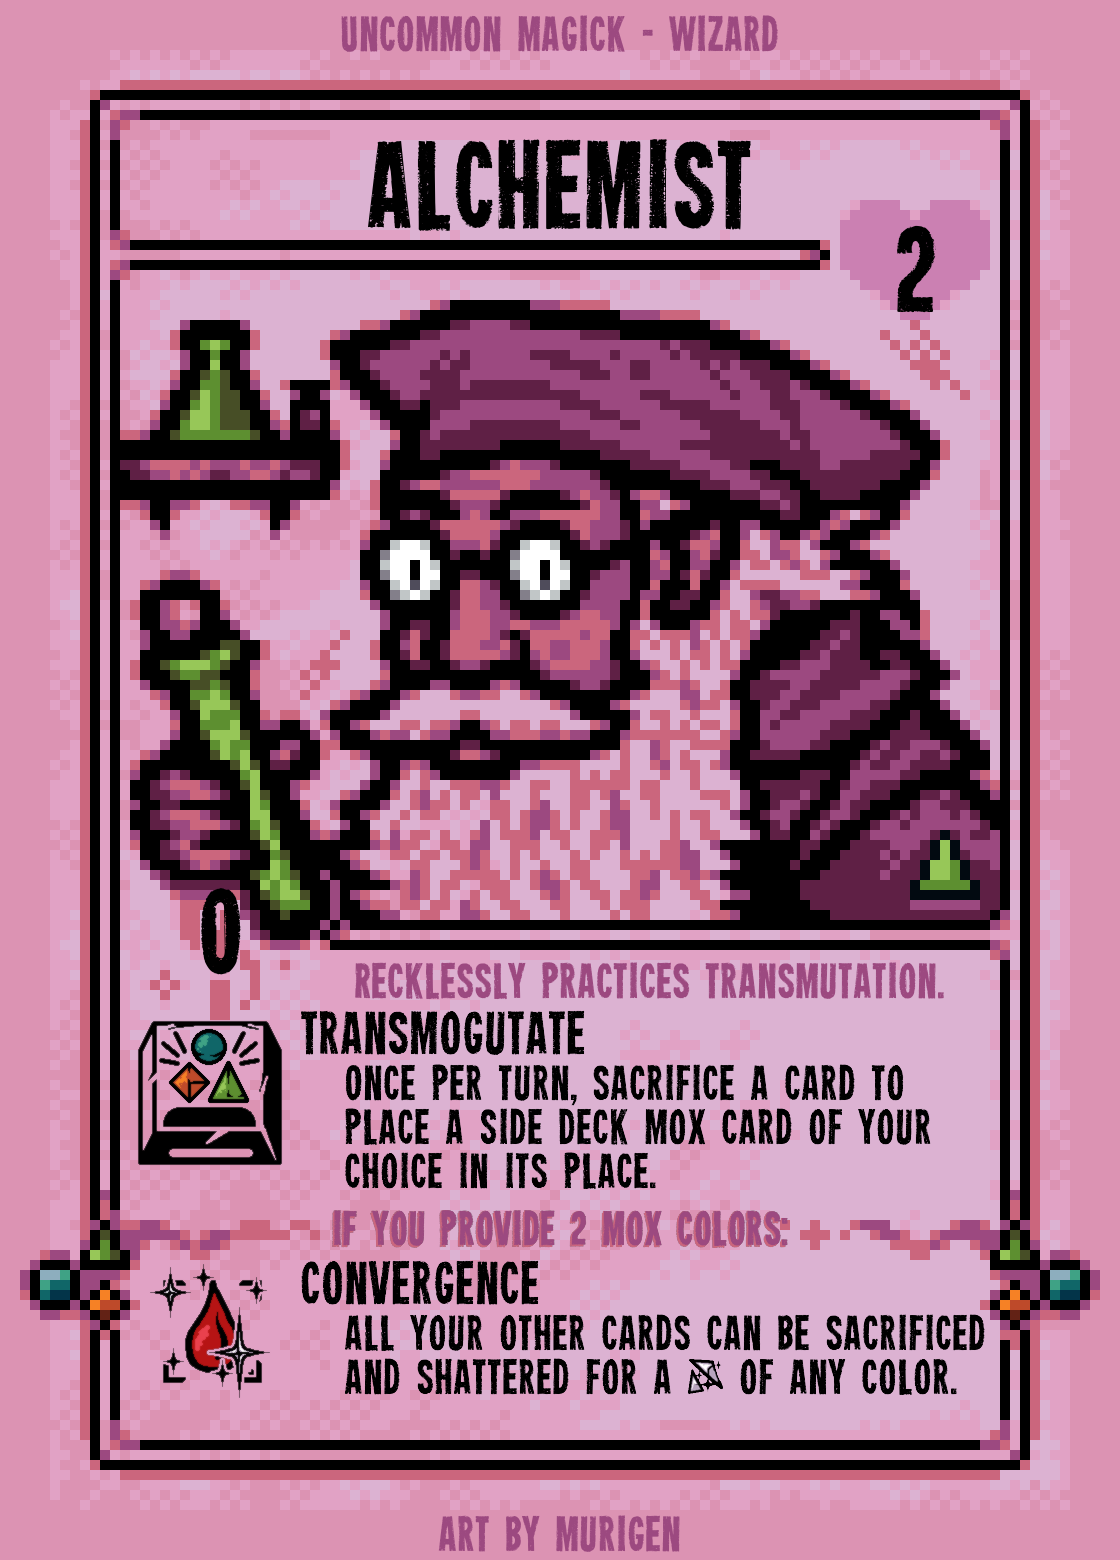 UNCOMMON MAGICK - WIZARD
ALCHEMIST
2
0
RECKLESSLY PRACTICES TRANSMUTATION.
TRANSMOGUTATE
ONCE PER TURN, SACRIFICE A CARD TO
PLACE A SIDE DECK MOX CARD OF YOUR
CHOICE IN ITS PLACE.
IF YOU PROVIDE 2 MOX COLORS:
CONVERGENCE
ALL YOUR OTHER CARDS CAN BE SACRIFICED
AND SHATTERED FOR A OF ANY COLOR.
ART BY MURIGEN